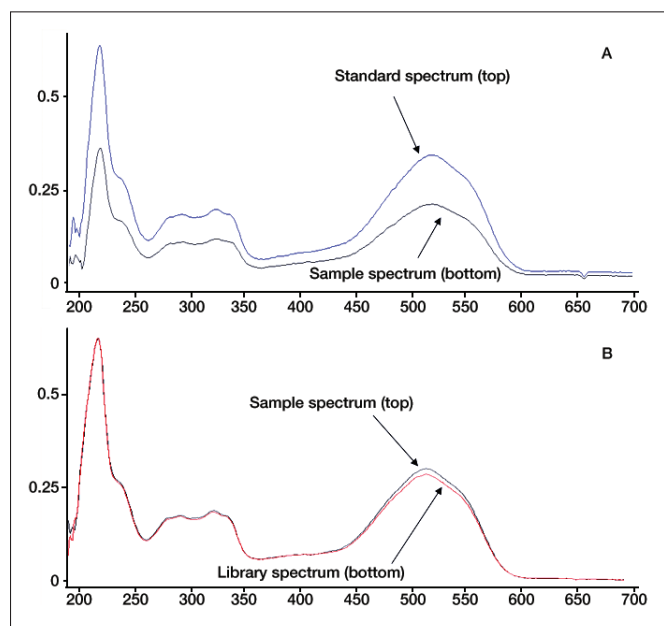 A
Standard spectrum (top)
0.5
0.25
Sample spectrum (bottom)
0
200 250 300 350 400 450 500 550 600 650 700
B
0.5
Sample spectrum (top)
0.25
Library spectrum (bottom)
0
200 250 300 350 400 450 500 550 600 650 700